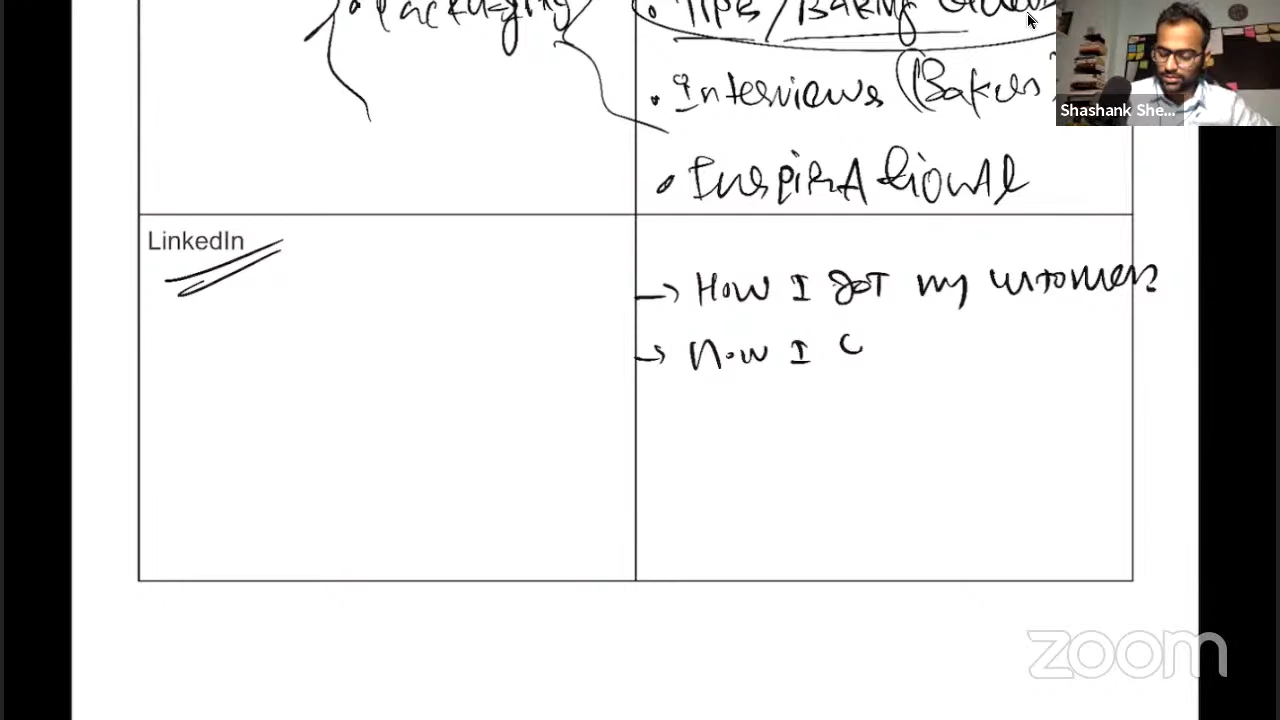 • Packaging
• Tips / Baking
• Interviews (Bakers
• Inspirational
LinkedIn
→ How I got my customers
→ How I C
Shashank She...
zoom